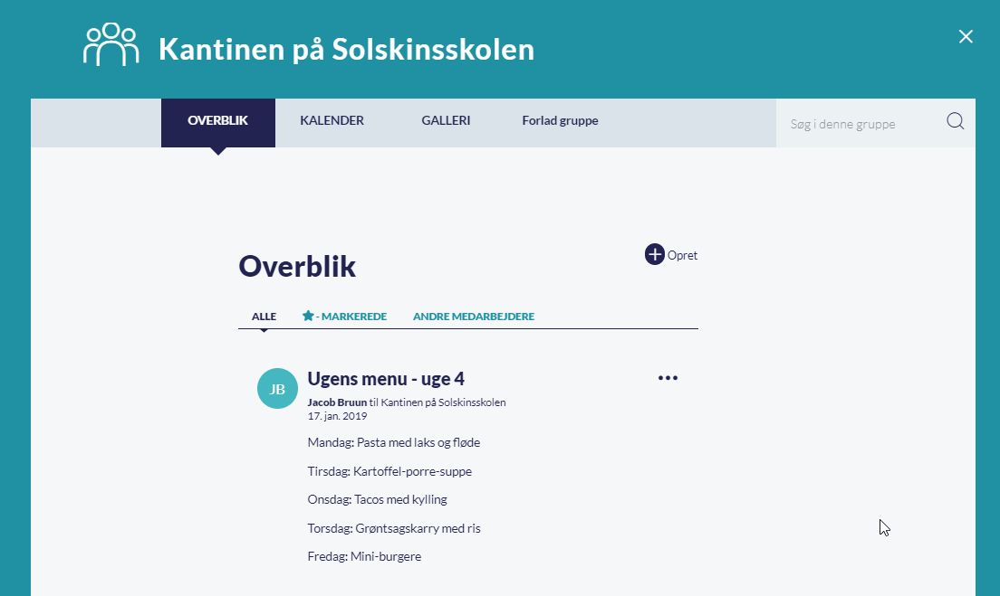 Kantinen på Solskinsskolen
OVERBLIK KALENDER GALLERI Forlad gruppe Søg i denne gruppe
Overblik
Opret
ALLE - MARKEREDE ANDRE MEDARBEJDERE
JB
Ugens menu - uge 4
Jacob Bruun til Kantinen på Solskinsskolen
17. jan. 2019
Mandag: Pasta med laks og fløde
Tirsdag: Kartoffel-porre-suppe
Onsdag: Tacos med kylling
Torsdag: Grøntsagskarry med ris
Fredag: Mini-burgere